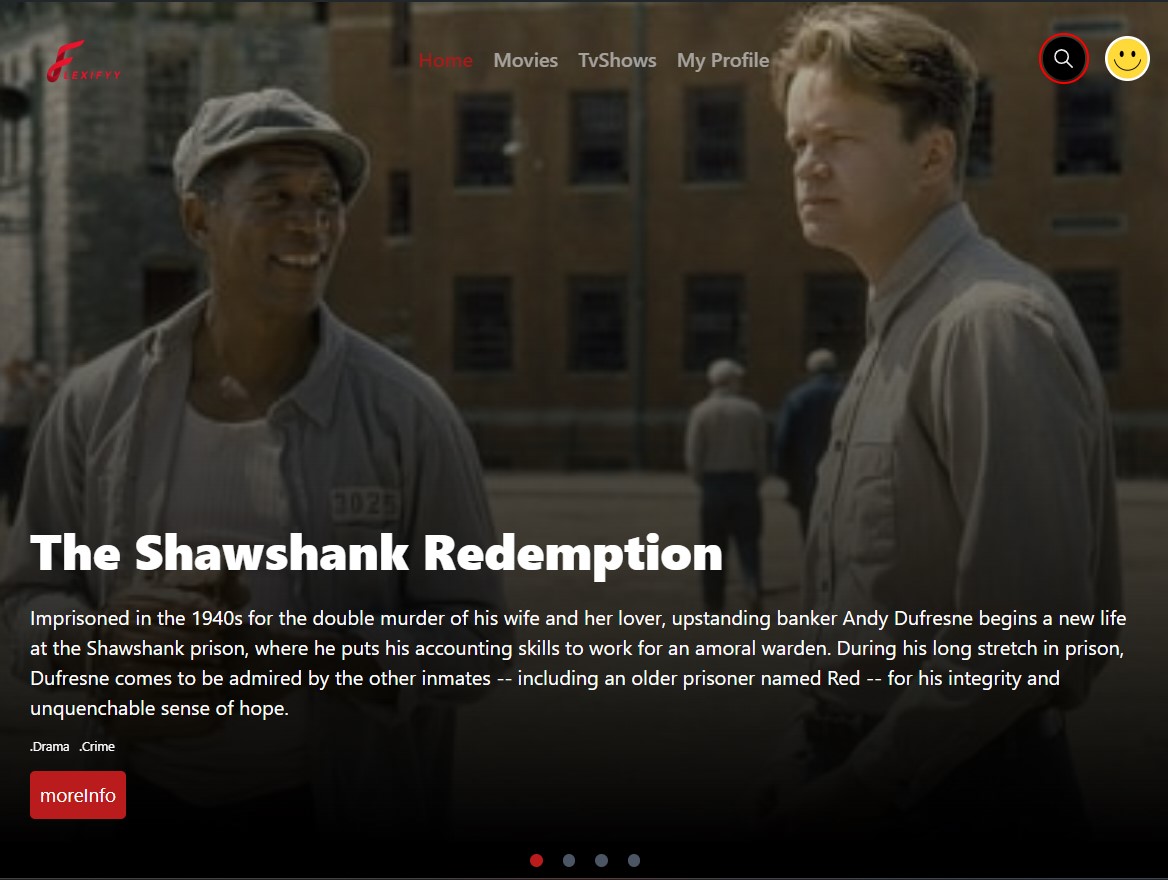 FLEXIFYY
Home Movies TvShows My Profile
3025
The Shawshank Redemption
Imprisoned in the 1940s for the double murder of his wife and her lover, upstanding banker Andy Dufresne begins a new life
at the Shawshank prison, where he puts his accounting skills to work for an amoral warden. During his long stretch in prison,
Dufresne comes to be admired by the other inmates -- including an older prisoner named Red -- for his integrity and
unquenchable sense of hope.
.Drama .Crime
moreInfo